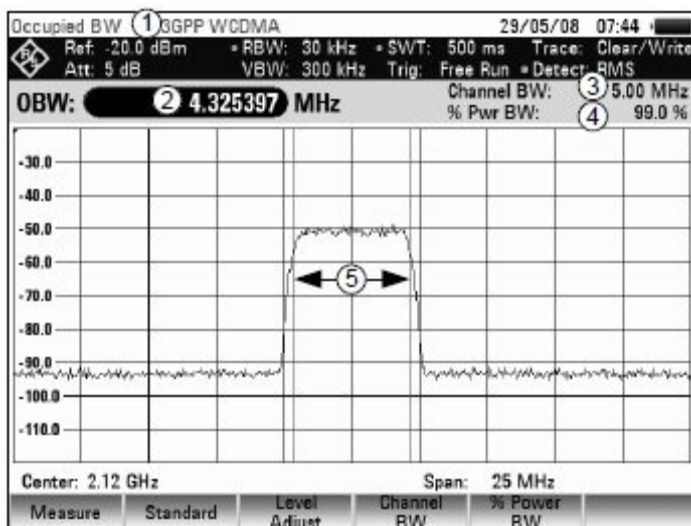 Occupied BW 1 3GPP WCDMA 29/05/08 07:44
Ref: -20.0 dBm • RBW: 30 kHz • SWT: 500 ms Trace: Clear/Write
Att: 5 dB VBW: 300 kHz Trig: Free Run • Detect: RMS
OBW: 2 4.325397 MHz
Channel BW: 3 5.00 MHz
% Pwr BW: 4 99.0 %
-30.0
-40.0
-50.0
-60.0
5
-70.0
-80.0
-90.0
-100.0
-110.0
Center: 2.12 GHz Span: 25 MHz
Measure Standard Level Adjust Channel BW % Power BW